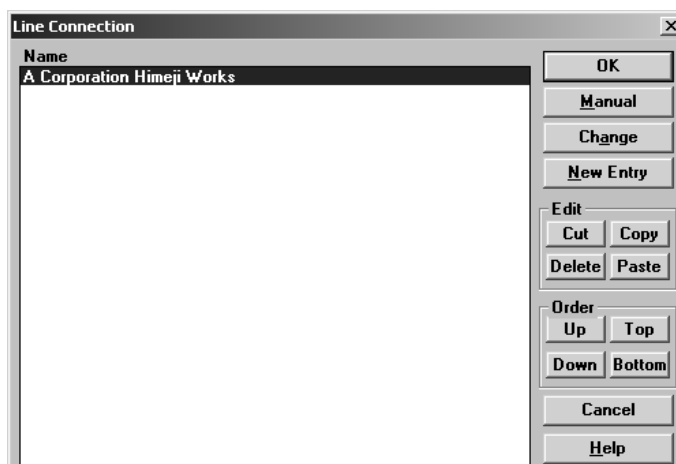 Line Connection
Name
A Corporation Himeji Works
OK
Manual
Change
New Entry
Edit
Cut Copy
Delete Paste
Order
Up Top
Down Bottom
Cancel
Help